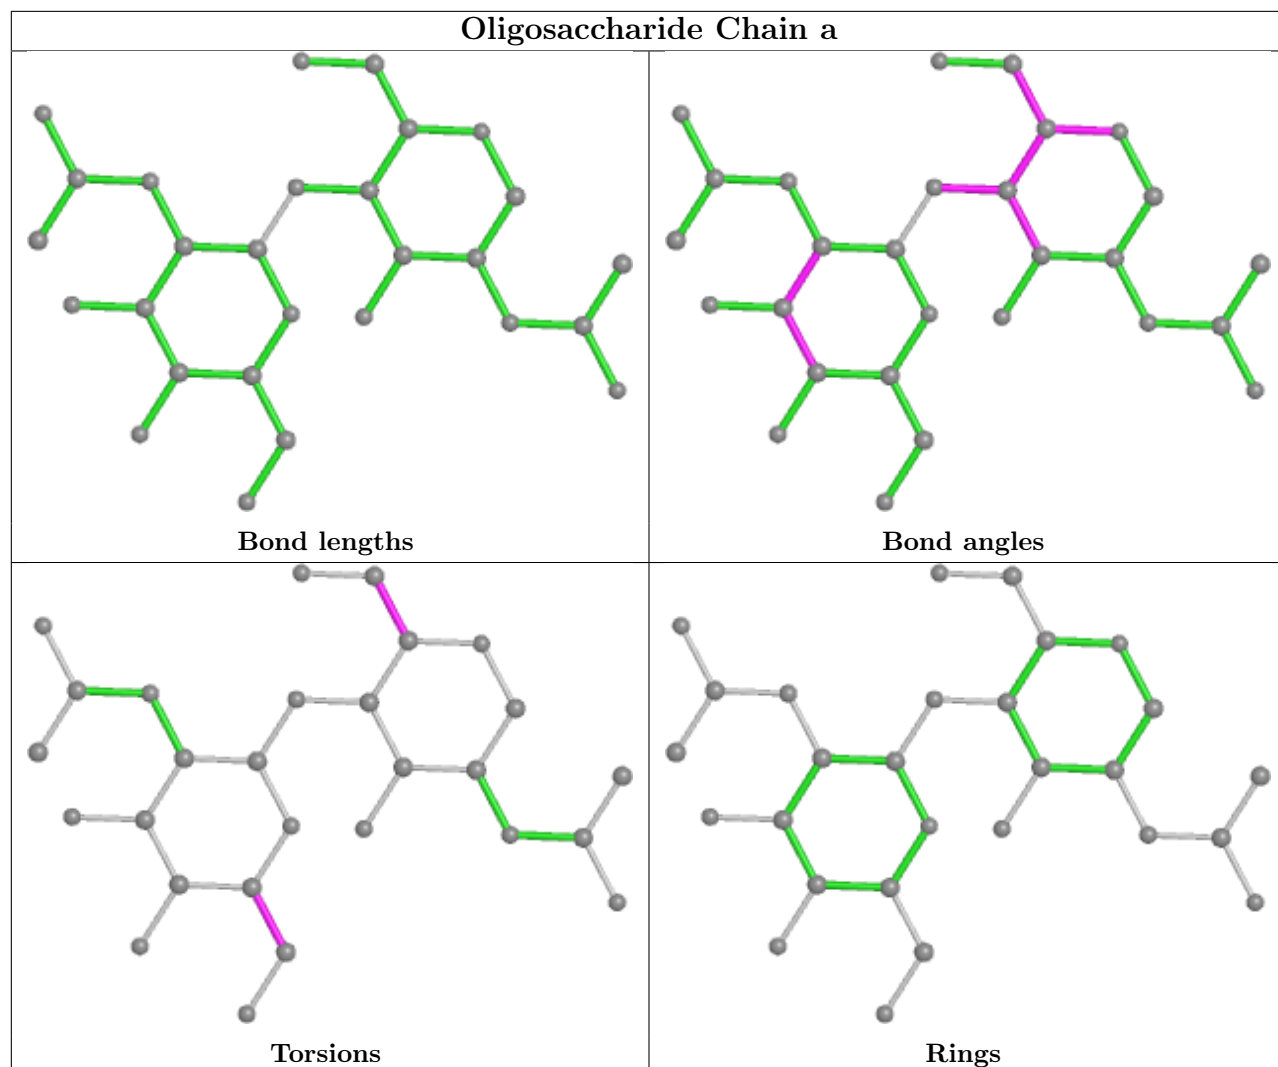 Oligosaccharide Chain a
Bond lengths
Bond angles
Torsions
Rings